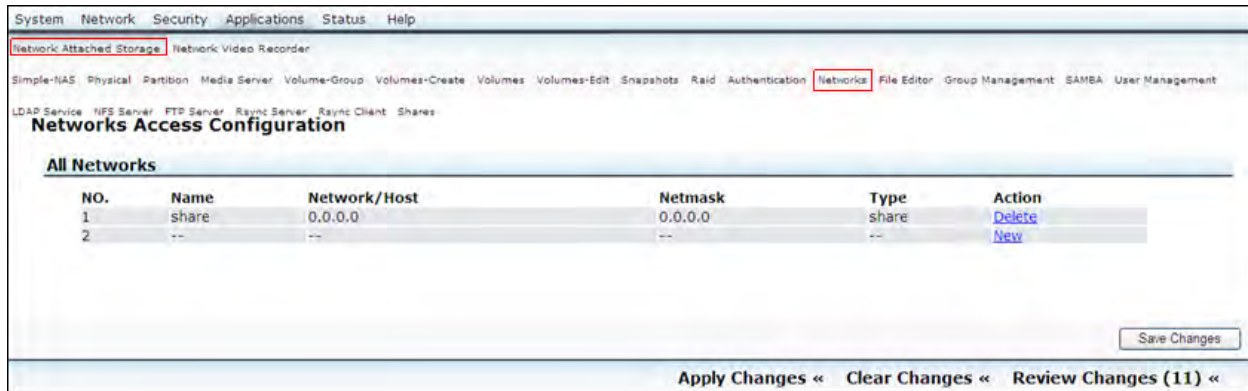 System Network Security Applications Status Help
Network Attached Storage Network Video Recorder
Simple-NAS Physical Partition Media Server Volume-Group Volumes-Create Volumes Volumes-Edit Snapshots Raid Authentication Networks File Editor Group Management SAMBA User Management
LDAP Service NFS Server FTP Server Rsync Server Rsync Client Shares
Networks Access Configuration
All Networks
NO. Name Network/Host Netmask Type Action
1 share 0.0.0.0 0.0.0.0 share Delete
2 -- -- -- -- New
Save Changes
Apply Changes « Clear Changes « Review Changes (11) «